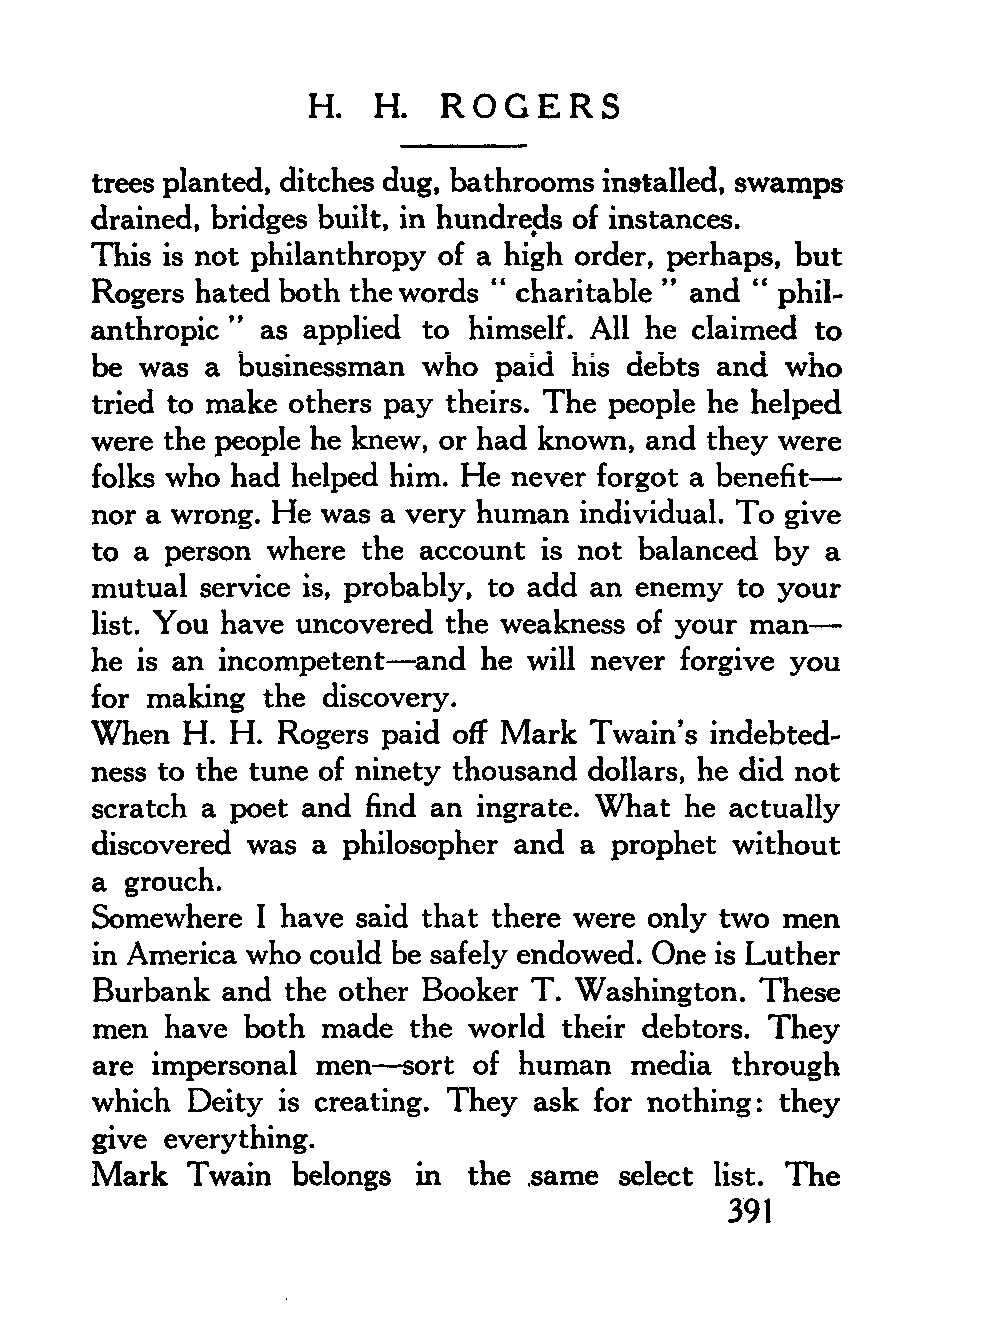 H. H. ROGERS
trees planted, ditches dug, bathrooms installed, swamps
drained, bridges built, in hundreds of instances.
This is not philanthropy of a high order, perhaps, but
Rogers hated both the words “ charitable ” and “ phil-
anthropic ” as applied to himself. All he claimed to
be was a businessman who paid his debts and who
tried to make others pay theirs. The people he helped
were the people he knew, or had known, and they were
folks who had helped him. He never forgot a benefit—
nor a wrong. He was a very human individual. To give
to a person where the account is not balanced by a
mutual service is, probably, to add an enemy to your
list. You have uncovered the weakness of your man—
he is an incompetent—and he will never forgive you
for making the discovery.
When H. H. Rogers paid off Mark Twain's indebted-
ness to the tune of ninety thousand dollars, he did not
scratch a poet and find an ingrate. What he actually
discovered was a philosopher and a prophet without
a grouch.
Somewhere I have said that there were only two men
in America who could be safely endowed. One is Luther
Burbank and the other Booker T. Washington. These
men have both made the world their debtors. They
are impersonal men—sort of human media through
which Deity is creating. They ask for nothing: they
give everything.
Mark Twain belongs in the same select list. The
391